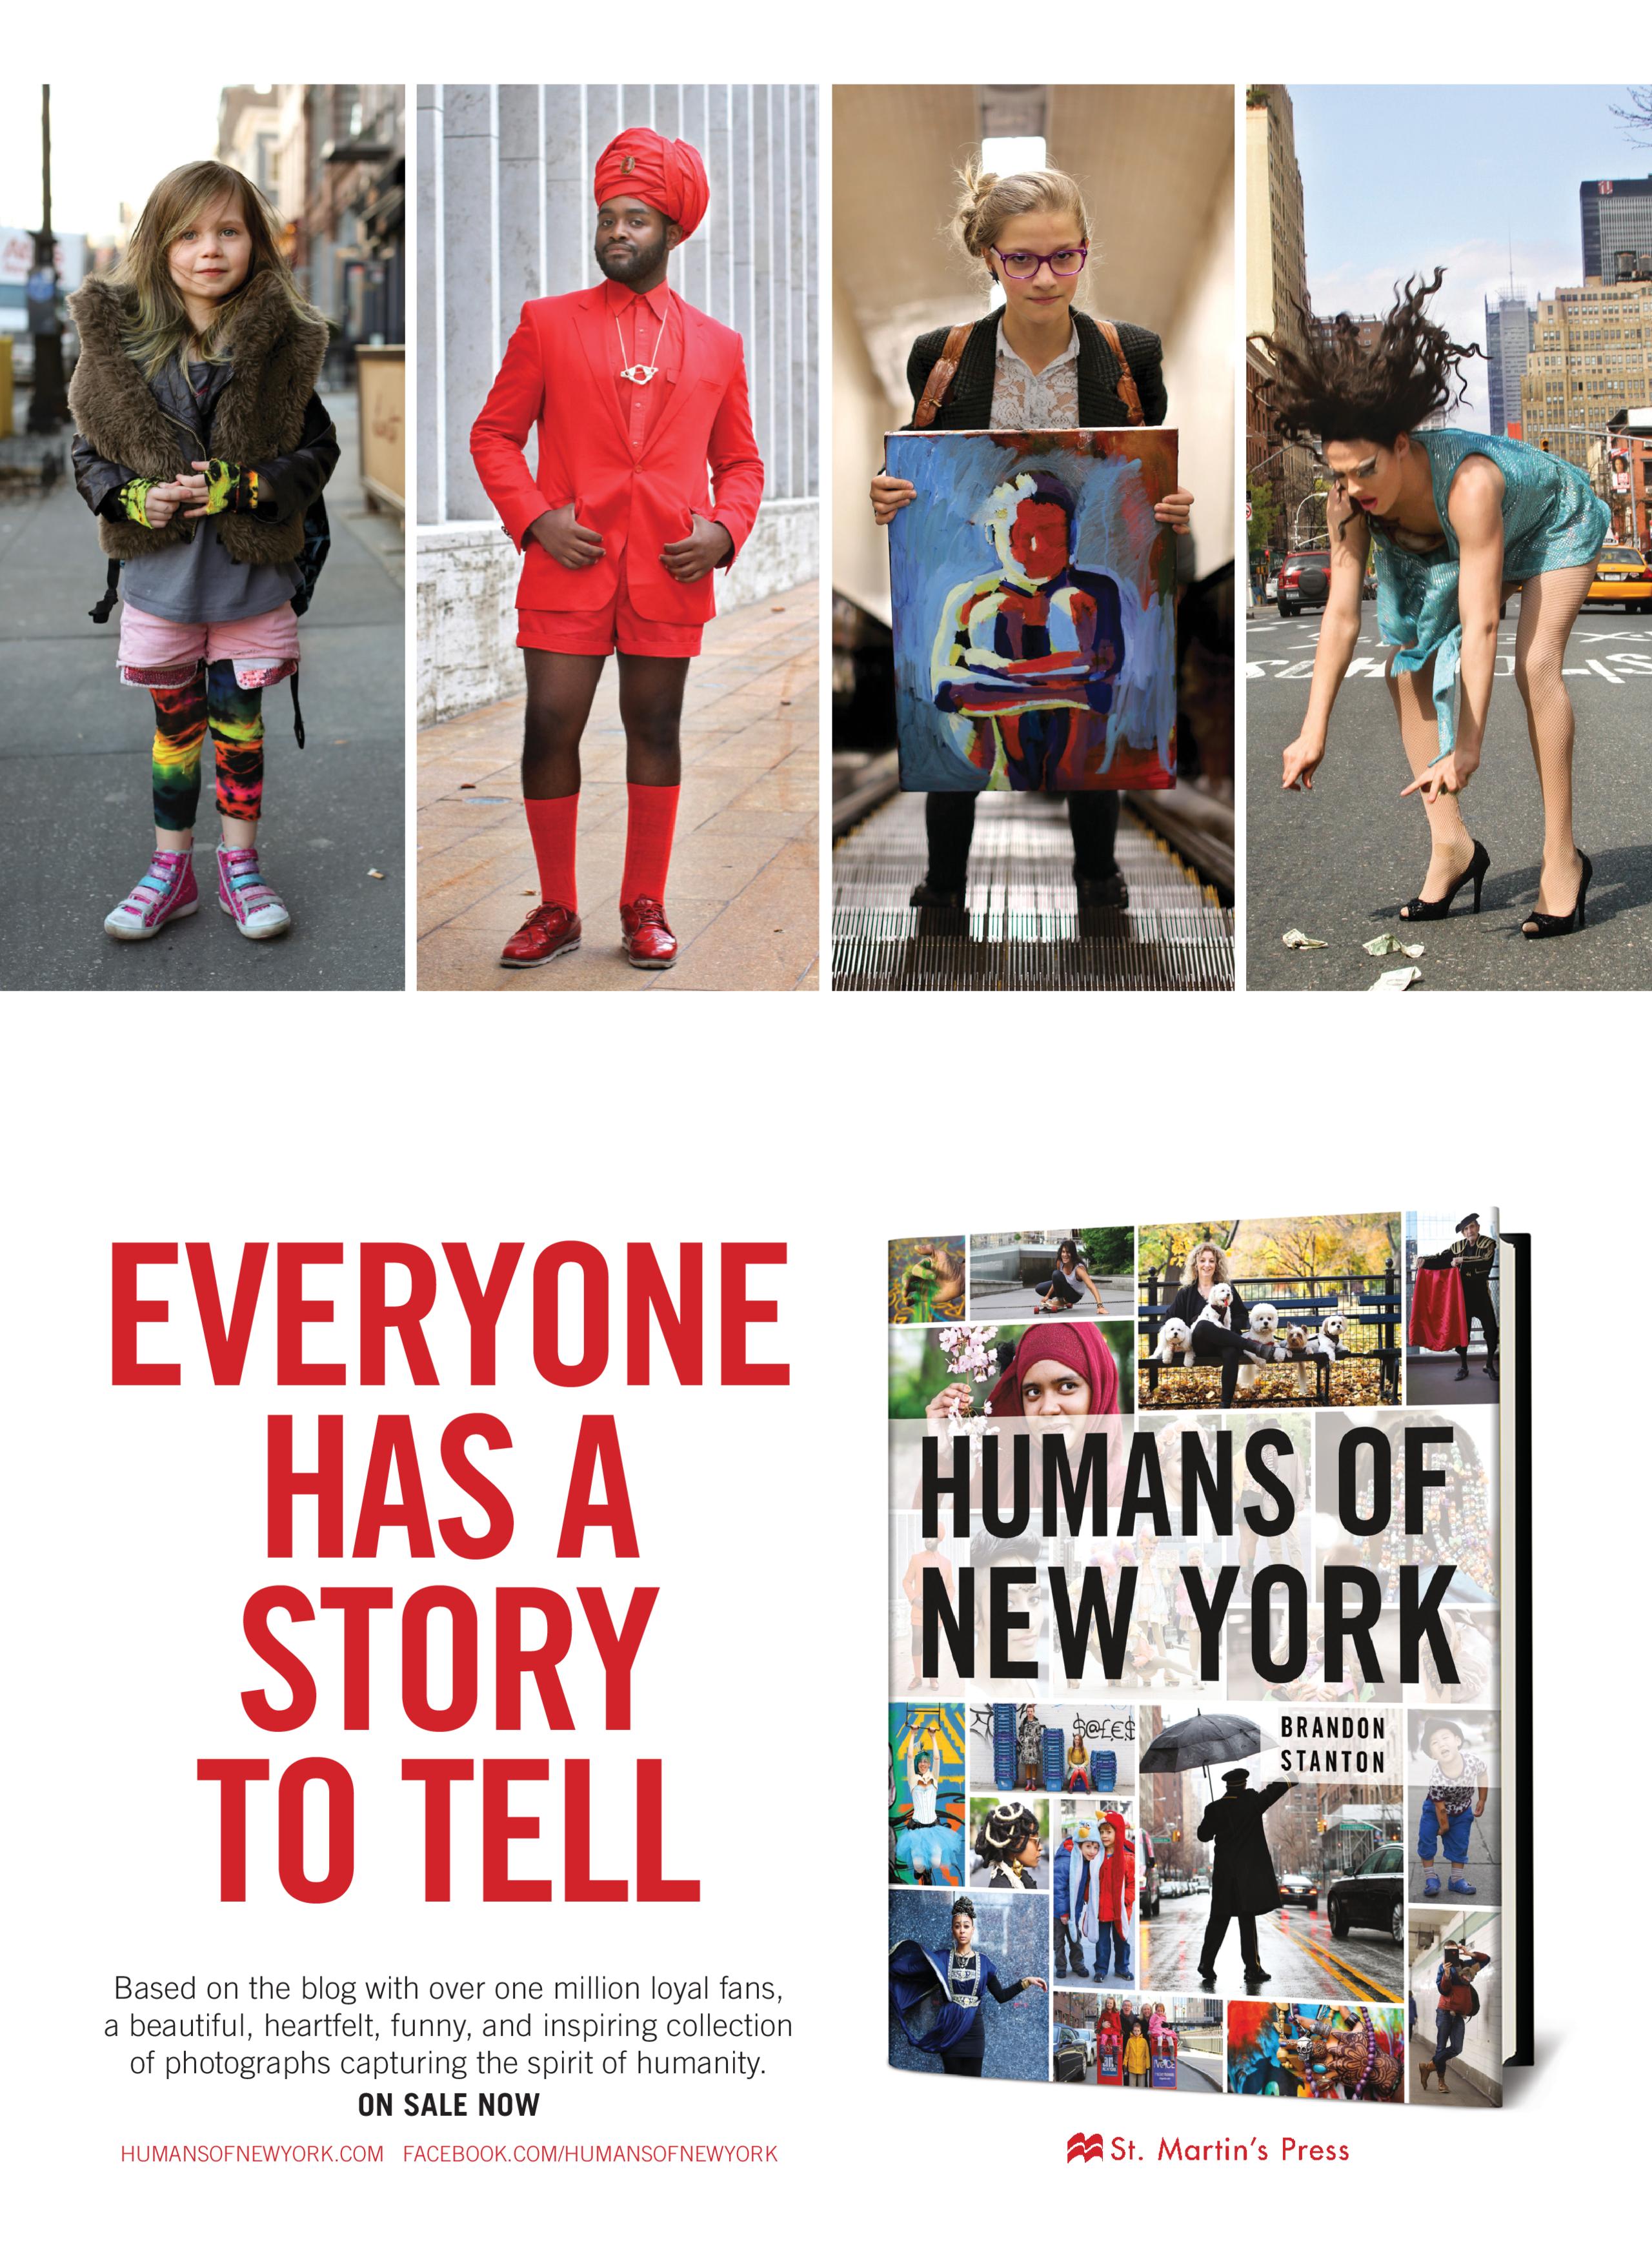 EVERYONE
HAS A
STORY
TO TELL
Based on the blog with over one million loyal fans,
a beautiful, heartfelt, funny, and inspiring collection
of photographs capturing the spirit of humanity.
ON SALE NOW
HUMANSOFNEWYORK.COM FACEBOOK.COM/HUMANSOFNEWYORK
HUMANS OF
NEW YORK
BRANDON
STANTON
$@£€$
St. Martin's Press